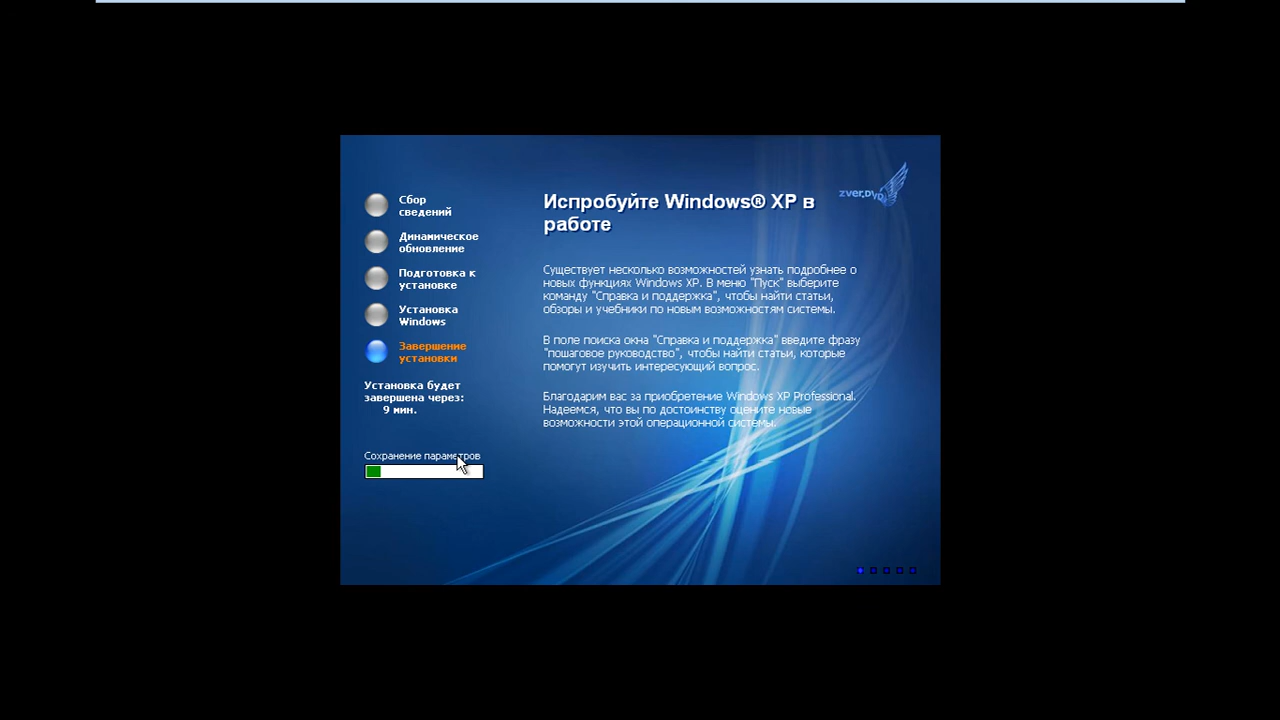 Сбор
сведений
Динамическое
обновление
Подготовка к
установке
Установка
Windows
Завершение
установки
Установка будет
завершена через:
9 мин.
Сохранение параметров
Испробуйте Windows® XP в
работе
zver.DVD
Существует несколько возможностей узнать подробнее о
новых функциях Windows XP. В меню "Пуск" выберите
команду "Справка и поддержка", чтобы найти статьи,
обзоры и учебники по новым возможностям системы.
В поле поиска окна "Справка и поддержка" введите фразу
"пошаговое руководство", чтобы найти статьи, которые
помогут изучить интересующий вопрос.
Благодарим вас за приобретение Windows XP Professional.
Надеемся, что вы по достоинству оцените новые
возможности этой операционной системы.